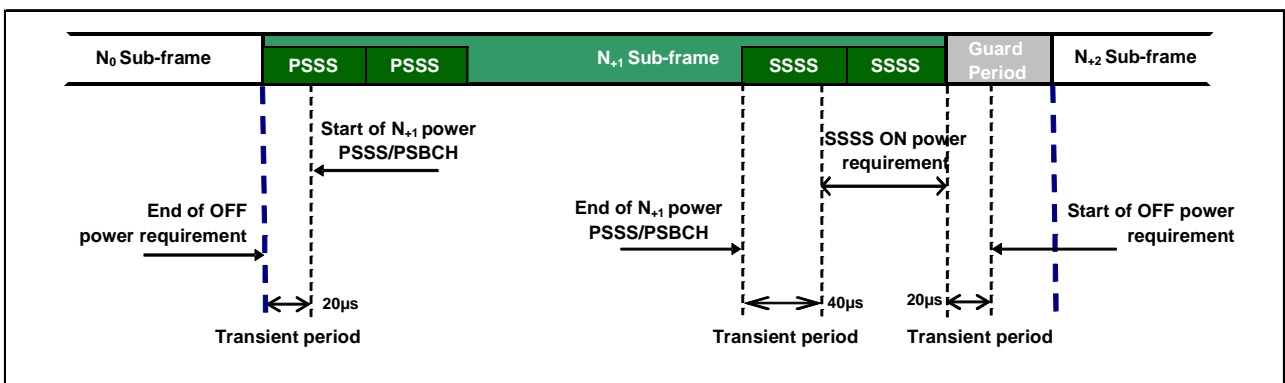 N₀ Sub-frame
PSSS
PSSS
N₊₁ Sub-frame
SSSS
SSSS
Guard
Period
N₊₂ Sub-frame
Start of N₊₁ power
PSSS/PSBCH
SSSS ON power
requirement
End of OFF
power requirement
End of N₊₁ power
PSSS/PSBCH
Start of OFF power
requirement
20µs
40µs
20µs
Transient period
Transient period
Transient period